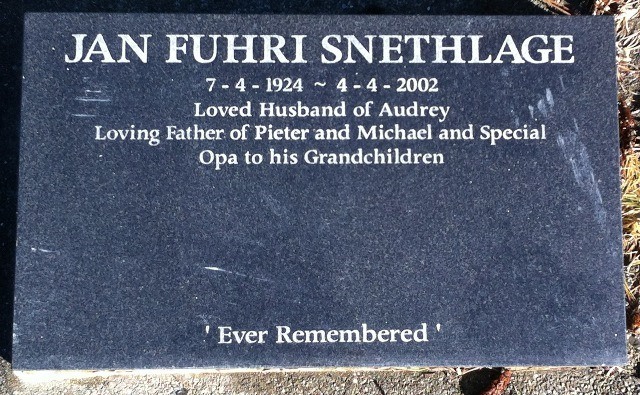 JAN FUHRI SNETHLAGE
7 - 4 - 1924 ~ 4 - 4 - 2002
Loved Husband of Audrey
Loving Father of Pieter and Michael and Special
Opa to his Grandchildren
' Ever Remembered '